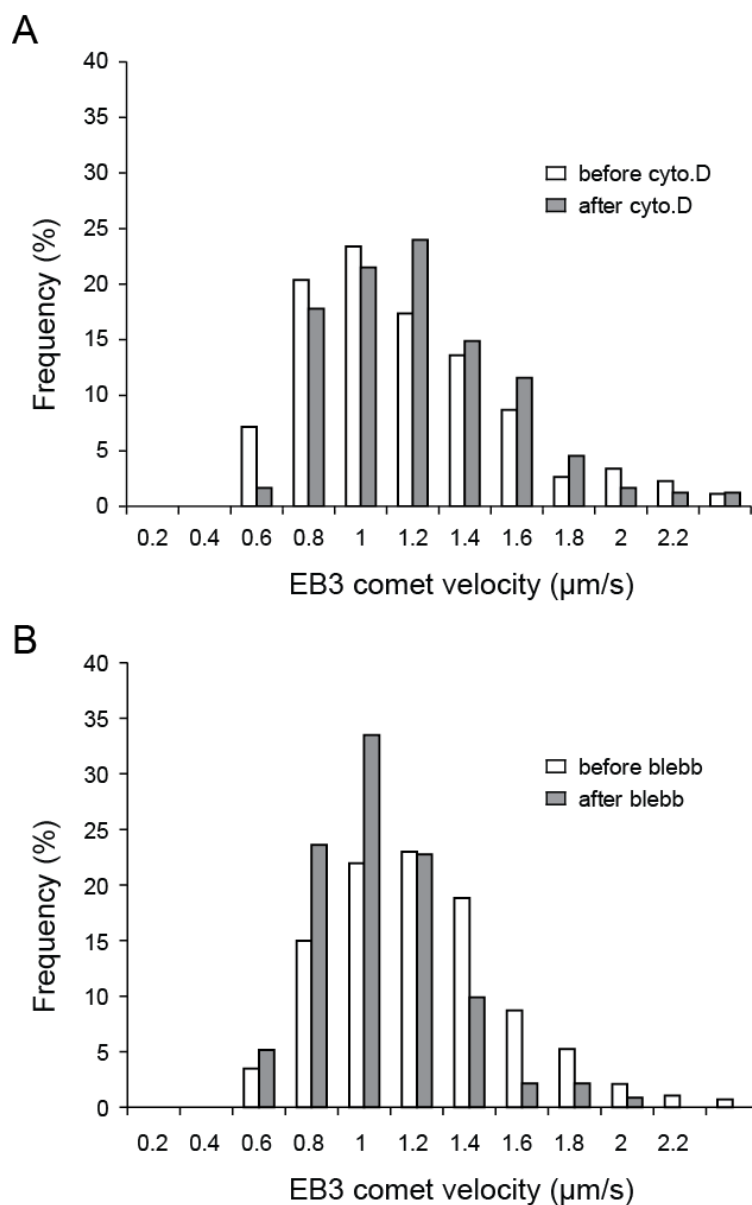 A
40
35
30
25
20
15
10
5
0
Frequency (%)
before cyto.D
after cyto.D
0.2 0.4 0.6 0.8 1 1.2 1.4 1.6 1.8 2 2.2
EB3 comet velocity (µm/s)
B
40
35
30
25
20
15
10
5
0
Frequency (%)
before blebb
after blebb
0.2 0.4 0.6 0.8 1 1.2 1.4 1.6 1.8 2 2.2
EB3 comet velocity (µm/s)